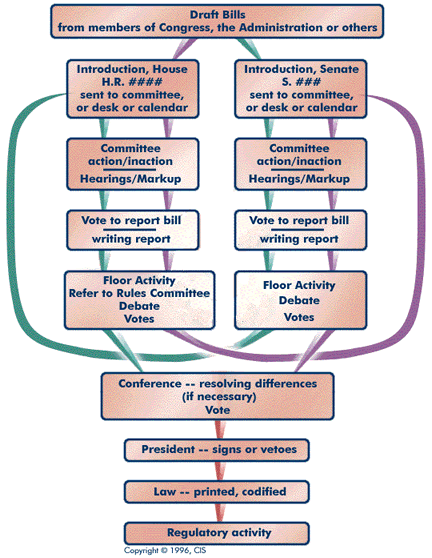 Draft Bills
from members of Congress, the Administration or others
Introduction, House
H.R. ####
sent to committee,
or desk or calendar
Introduction, Senate
S. ###
sent to committee,
or desk or calendar
Committee
action/inaction
Hearings/Markup
Committee
action/inaction
Hearings/Markup
Vote to report bill
writing report
Vote to report bill
writing report
Floor Activity
Refer to Rules Committee
Debate
Votes
Floor Activity
Debate
Votes
Conference -- resolving differences
(if necessary)
Vote
President -- signs or vetoes
Law -- printed, codified
Regulatory activity
Copyright © 1996, CIS